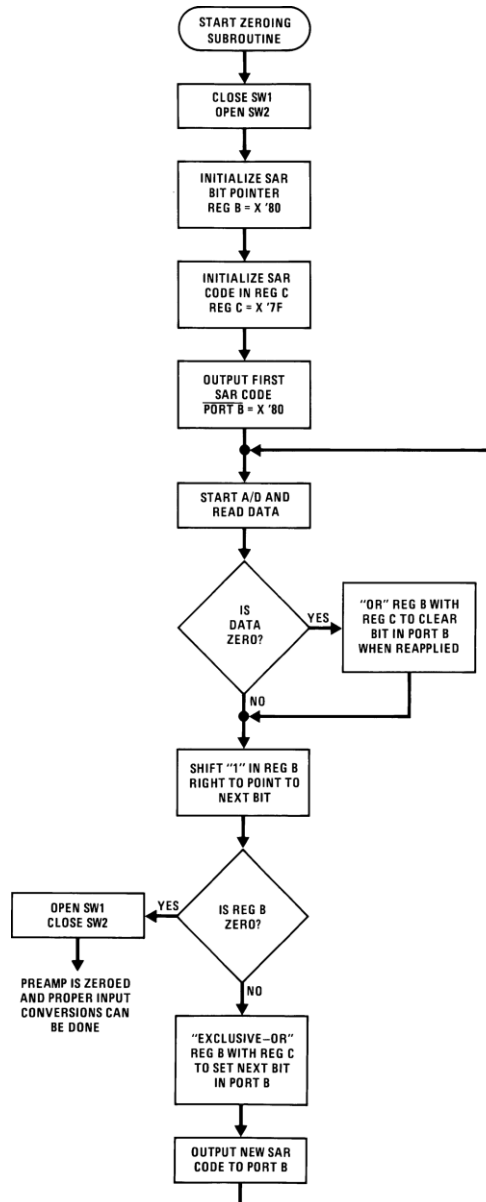 START ZEROING
SUBROUTINE
CLOSE SW1
OPEN SW2
INITIALIZE SAR
BIT POINTER
REG B = X '80
INITIALIZE SAR
CODE IN REG C
REG C = X '7F
OUTPUT FIRST
SAR CODE
PORT B = X '80
START A/D AND
READ DATA
IS
DATA
ZERO?
YES
"OR" REG B WITH
REG C TO CLEAR
BIT IN PORT B
WHEN REAPPLIED
NO
SHIFT "1" IN REG B
RIGHT TO POINT TO
NEXT BIT
IS REG B
ZERO?
YES
OPEN SW1
CLOSE SW2
PREAMP IS ZEROED
AND PROPER INPUT
CONVERSIONS CAN
BE DONE
NO
"EXCLUSIVE–OR"
REG B WITH REG C
TO SET NEXT BIT
IN PORT B
OUTPUT NEW SAR
CODE TO PORT B